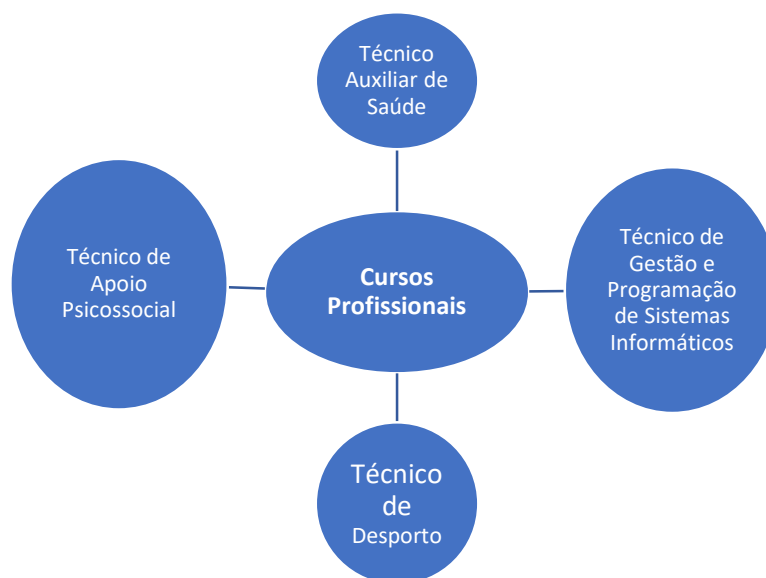 Técnico
Auxiliar de
Saúde
Técnico de
Apoio
Psicossocial
Cursos
Profissionais
Técnico de
Gestão e
Programação
de Sistemas
Informáticos
Técnico
de
Desporto